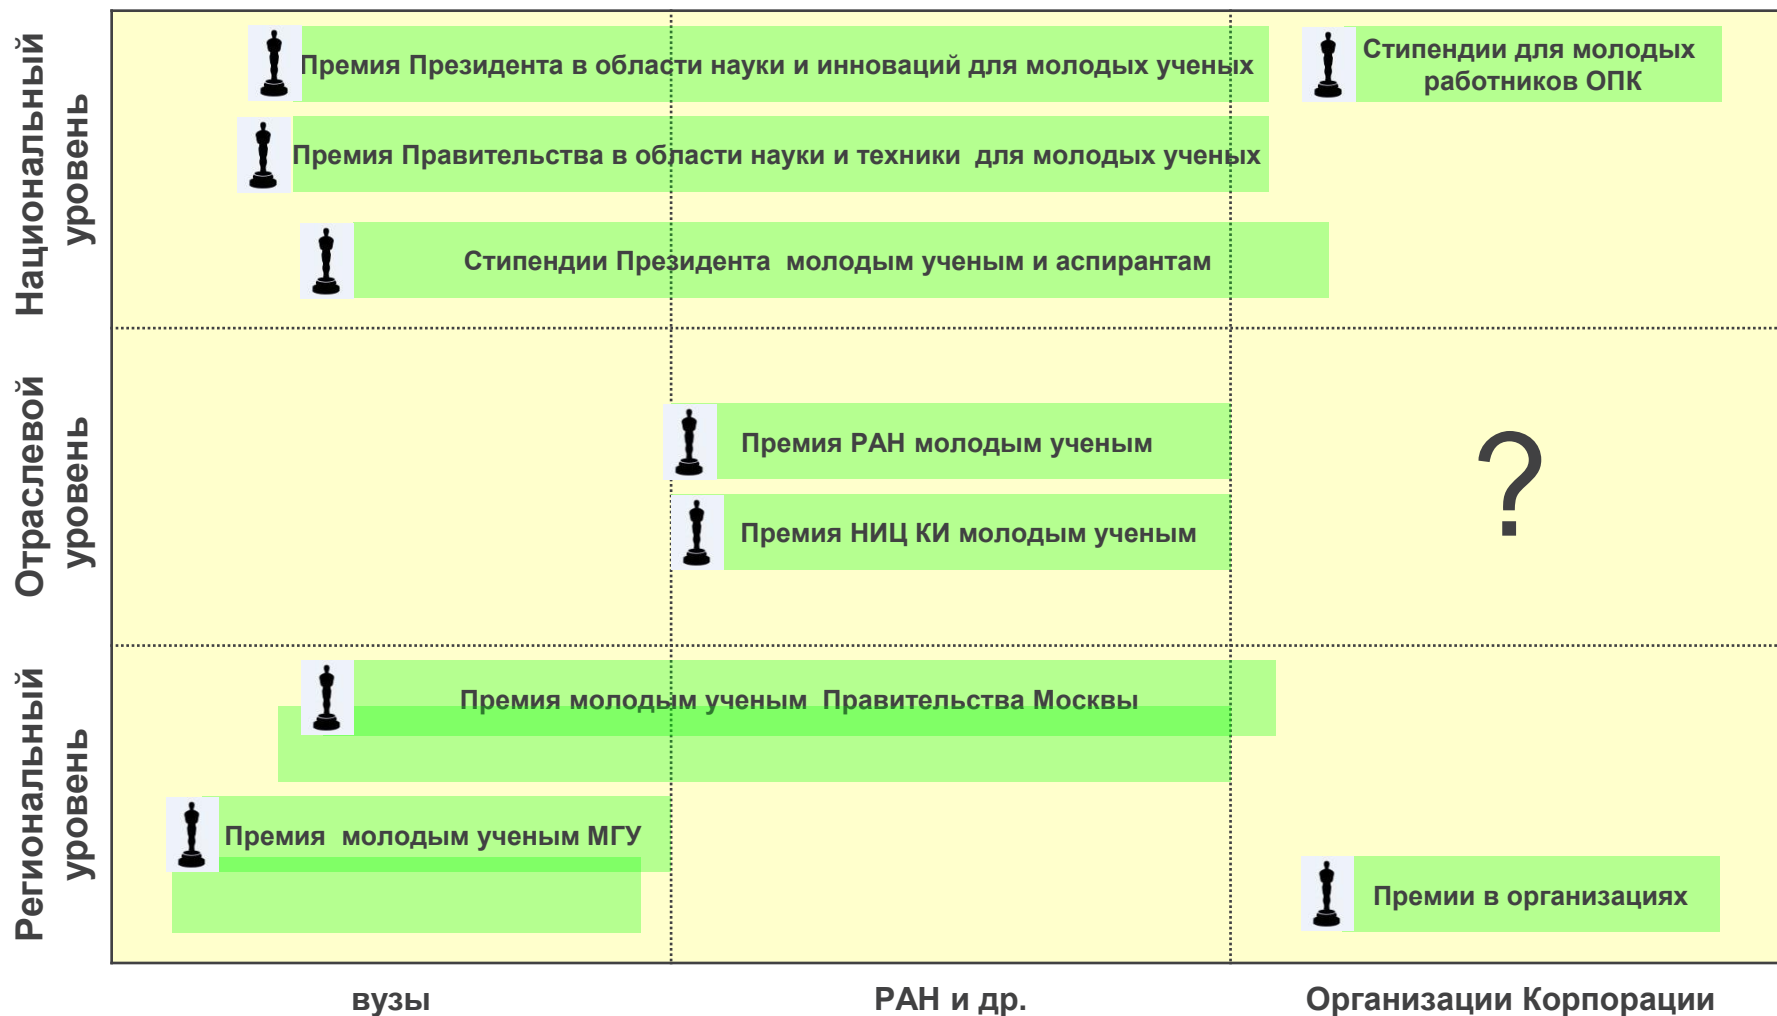 Национальный
уровень
Премия Президента в области науки и инноваций для молодых ученых
Стипендии для молодых
работников ОПК
Премия Правительства в области науки и техники для молодых ученых
Стипендии Президента молодым ученым и аспирантам
Отраслевой
уровень
Премия РАН молодым ученым
Премия НИЦ КИ молодым ученым
?
Региональный
уровень
Премия молодым ученым Правительства Москвы
Премия молодым ученым МГУ
Премии в организациях
вузы
РАН и др.
Организации Корпорации